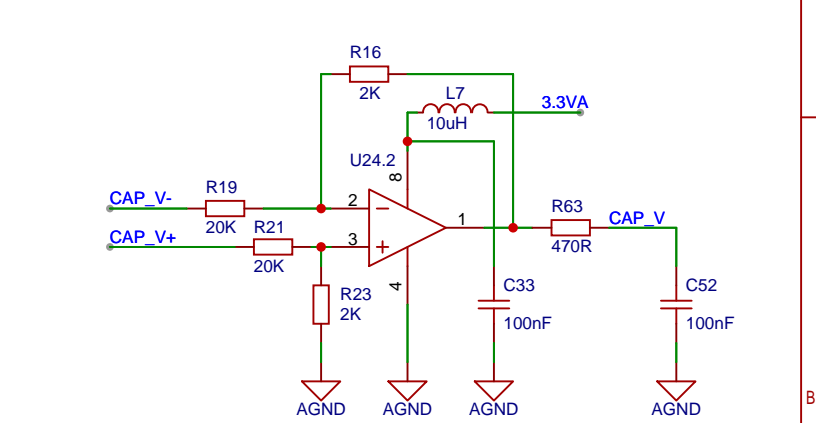 R16
2K
L7
10uH
3.3VA
U24.2
8
CAP_V-
R19
20K
2
CAP_V+
R21
20K
3
1
R63
470R
CAP_V
4
R23
2K
C33
100nF
C52
100nF
AGND
AGND
AGND
AGND
B